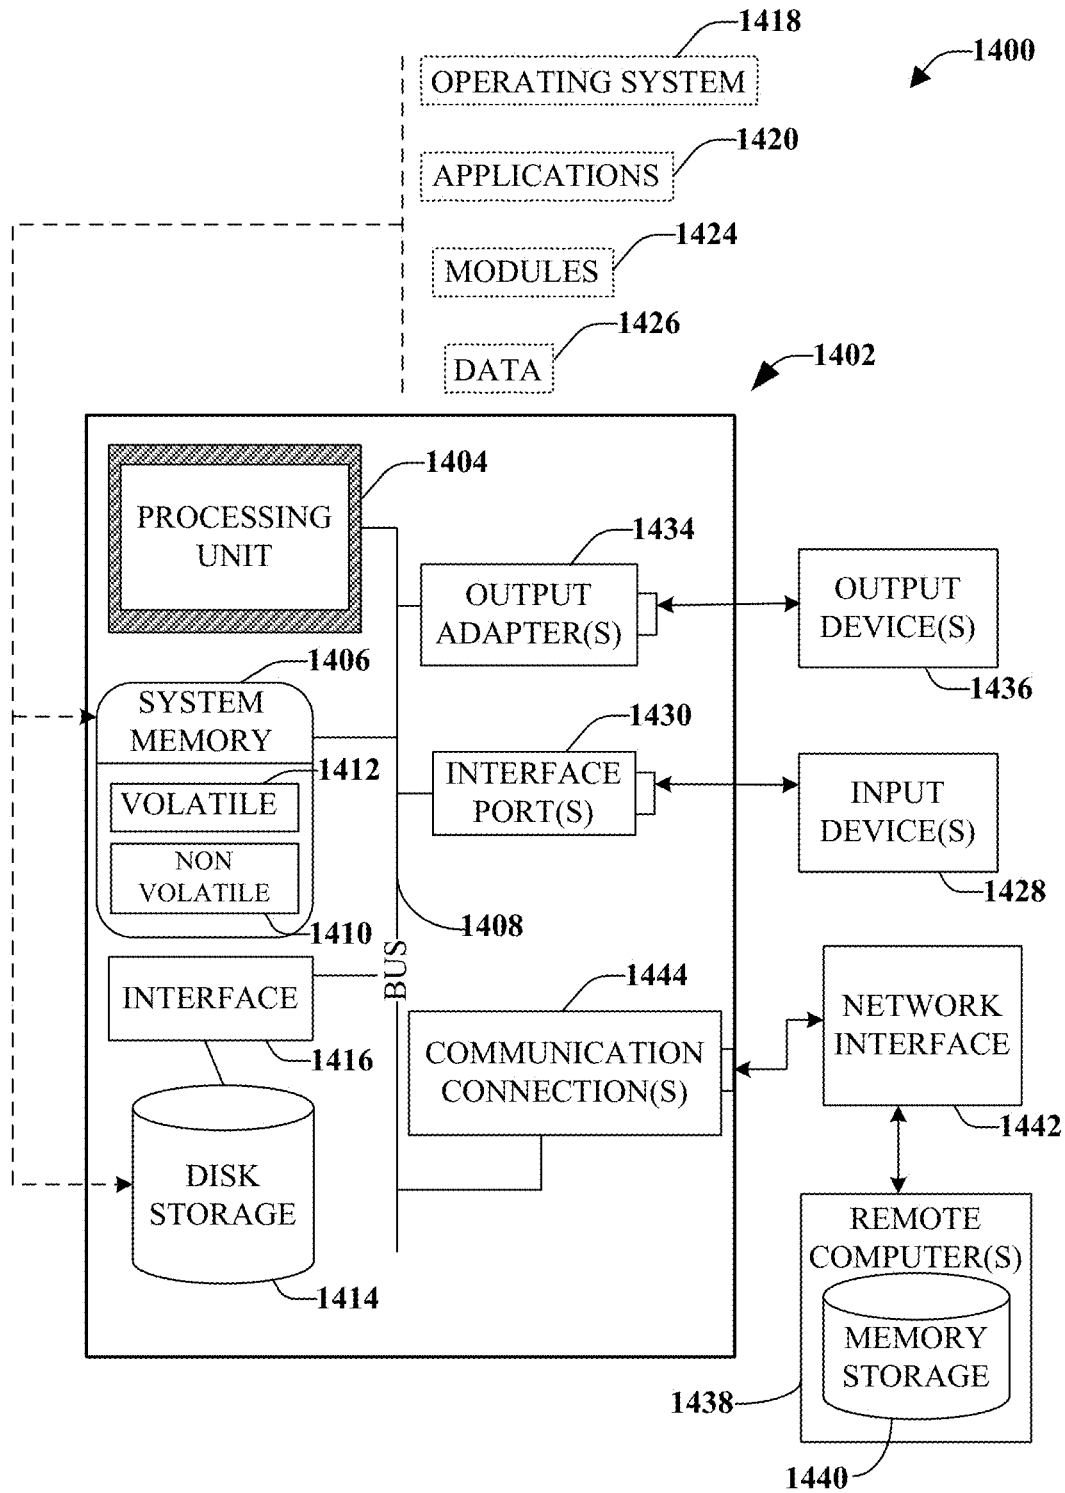 1418
1400
OPERATING SYSTEM
1420
APPLICATIONS
1424
MODULES
1426
DATA
1402
1404
PROCESSING
UNIT
1434
OUTPUT
ADAPTER(S)
OUTPUT
DEVICE(S)
1436
1406
SYSTEM
MEMORY
1412
VOLATILE
NON
VOLATILE
1410
1430
INTERFACE
PORT(S)
INPUT
DEVICE(S)
1428
1408
BUS
INTERFACE
1416
1444
COMMUNICATION
CONNECTION(S)
NETWORK
INTERFACE
1442
DISK
STORAGE
1414
REMOTE
COMPUTER(S)
MEMORY
STORAGE
1438
1440